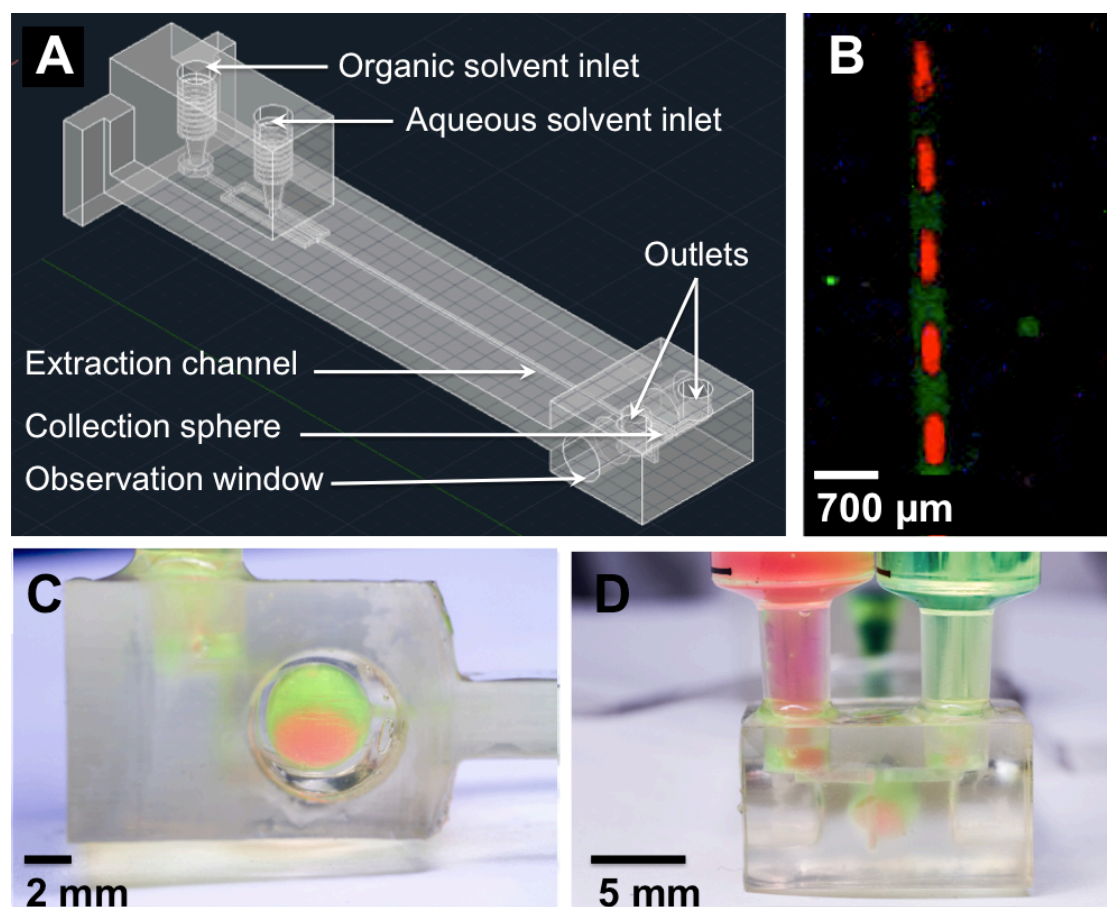 A
Organic solvent inlet
Aqueous solvent inlet
Outlets
Extraction channel
Collection sphere
Observation window
B
700 µm
C
2 mm
D
5 mm